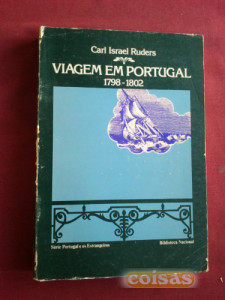 Carl Israel Ruders
VIAGEM EM PORTUGAL
1798-1802
Série Portugal e os Estrangeiros
Biblioteca Nacional
coisas